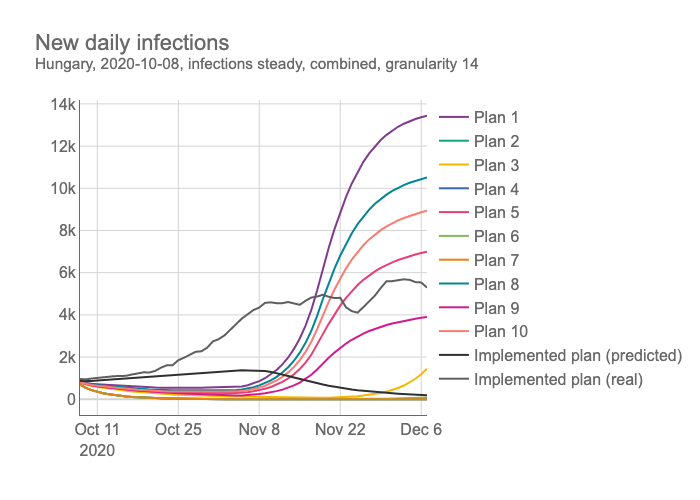 New daily infections
Hungary, 2020-10-08, infections steady, combined, granularity 14
14k
12k
10k
8k
6k
4k
2k
0
Oct 11
2020
Oct 25
Nov 8
Nov 22
Dec 6
Plan 1
Plan 2
Plan 3
Plan 4
Plan 5
Plan 6
Plan 7
Plan 8
Plan 9
Plan 10
Implemented plan (predicted)
Implemented plan (real)